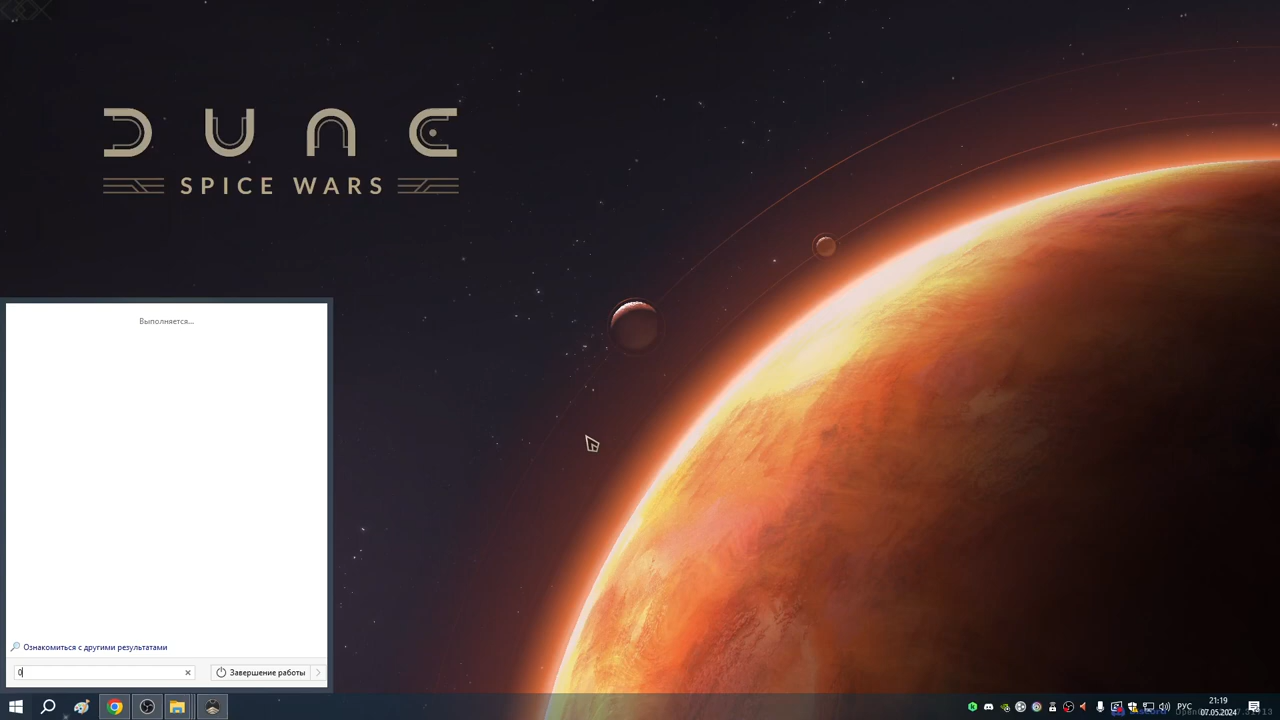 DUNE
SPICE WARS
Выполняется...
Ознакомиться с другими результатами
0
Завершение работы
РУС
21:19
07.05.2024